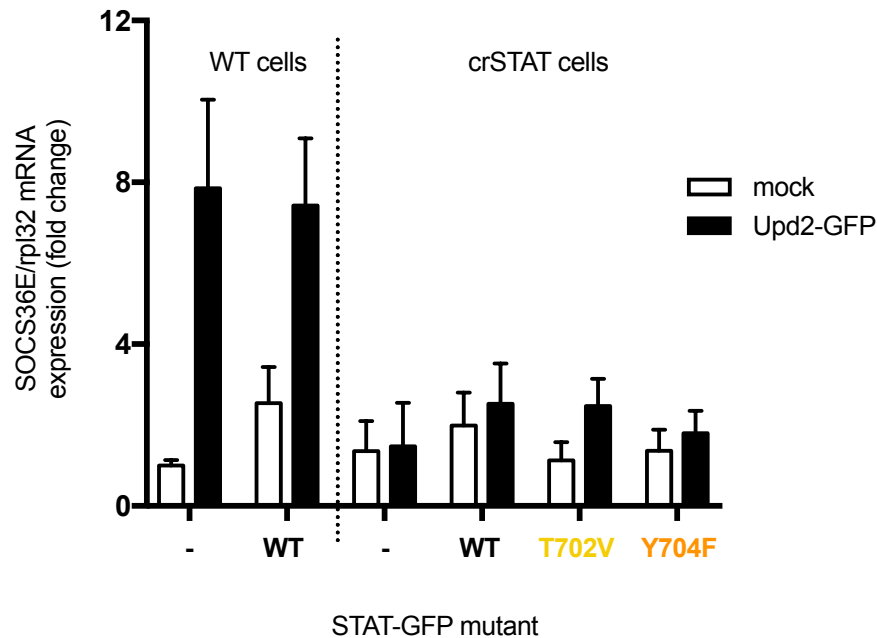 12
8
4
0
SOCS36E/rpl32 mRNA
expression (fold change)
WT cells
crSTAT cells
mock
Upd2-GFP
- WT - WT T702V Y704F
STAT-GFP mutant